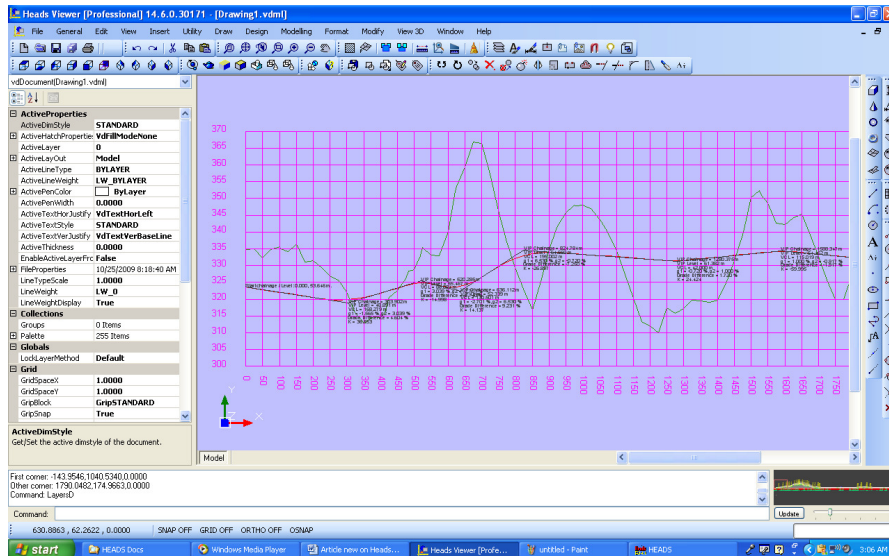 Heads Viewer [Professional] 14.6.0.30171 - [Drawing1.vdml]
File General Edit View Insert Utility Draw Design Modelling Format Modify View 3D Window Help
vdDocument(Drawing1.vdml)
ActiveProperties
ActiveDimStyle STANDARD
ActiveHatchPropertie: VdFillModeNone
ActiveLayer 0
ActiveLayOut Model
ActiveLineType BYLAYER
ActiveLineWeight LW_BYLAYER
ActivePenColor ByLayer
ActivePenWidth 0.0000
ActiveTextHorJustify VdTextHorLeft
ActiveTextStyle STANDARD
ActiveTextVerJustify VdTextVerBaseLine
ActiveThickness 0.0000
EnableActiveLayerFrc False
FileProperties 10/25/2009 8:18:40 AM
LineTypeScale 1.0000
LineWeight LW_0
LineWeightDisplay True
Collections
Groups 0 Items
Palette 255 Items
Globals
LockLayerMethod Default
Grid
GridSpaceX 1.0000
GridSpaceY 1.0000
GripBlock GripSTANDARD
GripSnap True
ActiveDimStyle
Get/Set the active dimstyle of the document.
370
365
360
355
350
345
340
335
330
325
320
315
310
305
300
0 50 100 150 200 250 300 350 400 450 500 550 600 650 700 750 800 850 900 950 1000 1050 1100 1150 1200 1250 1300 1350 1400 1450 1500 1550 1600 1650 1700 1750
Y
Z X
Model
First corner: -143.9546,1040.5340,0.0000
Other corner: 1790.0482,174.9663,0.0000
Command: LayersD
Command:
Update
630.8863 , 62.2622 , 0.0000 SNAP OFF GRID OFF ORTHO OFF OSNAP
start HEADS Docs Windows Media Player Article new on Heads... Heads Viewer [Profe... untitled - Paint HEADS 3:06 AM